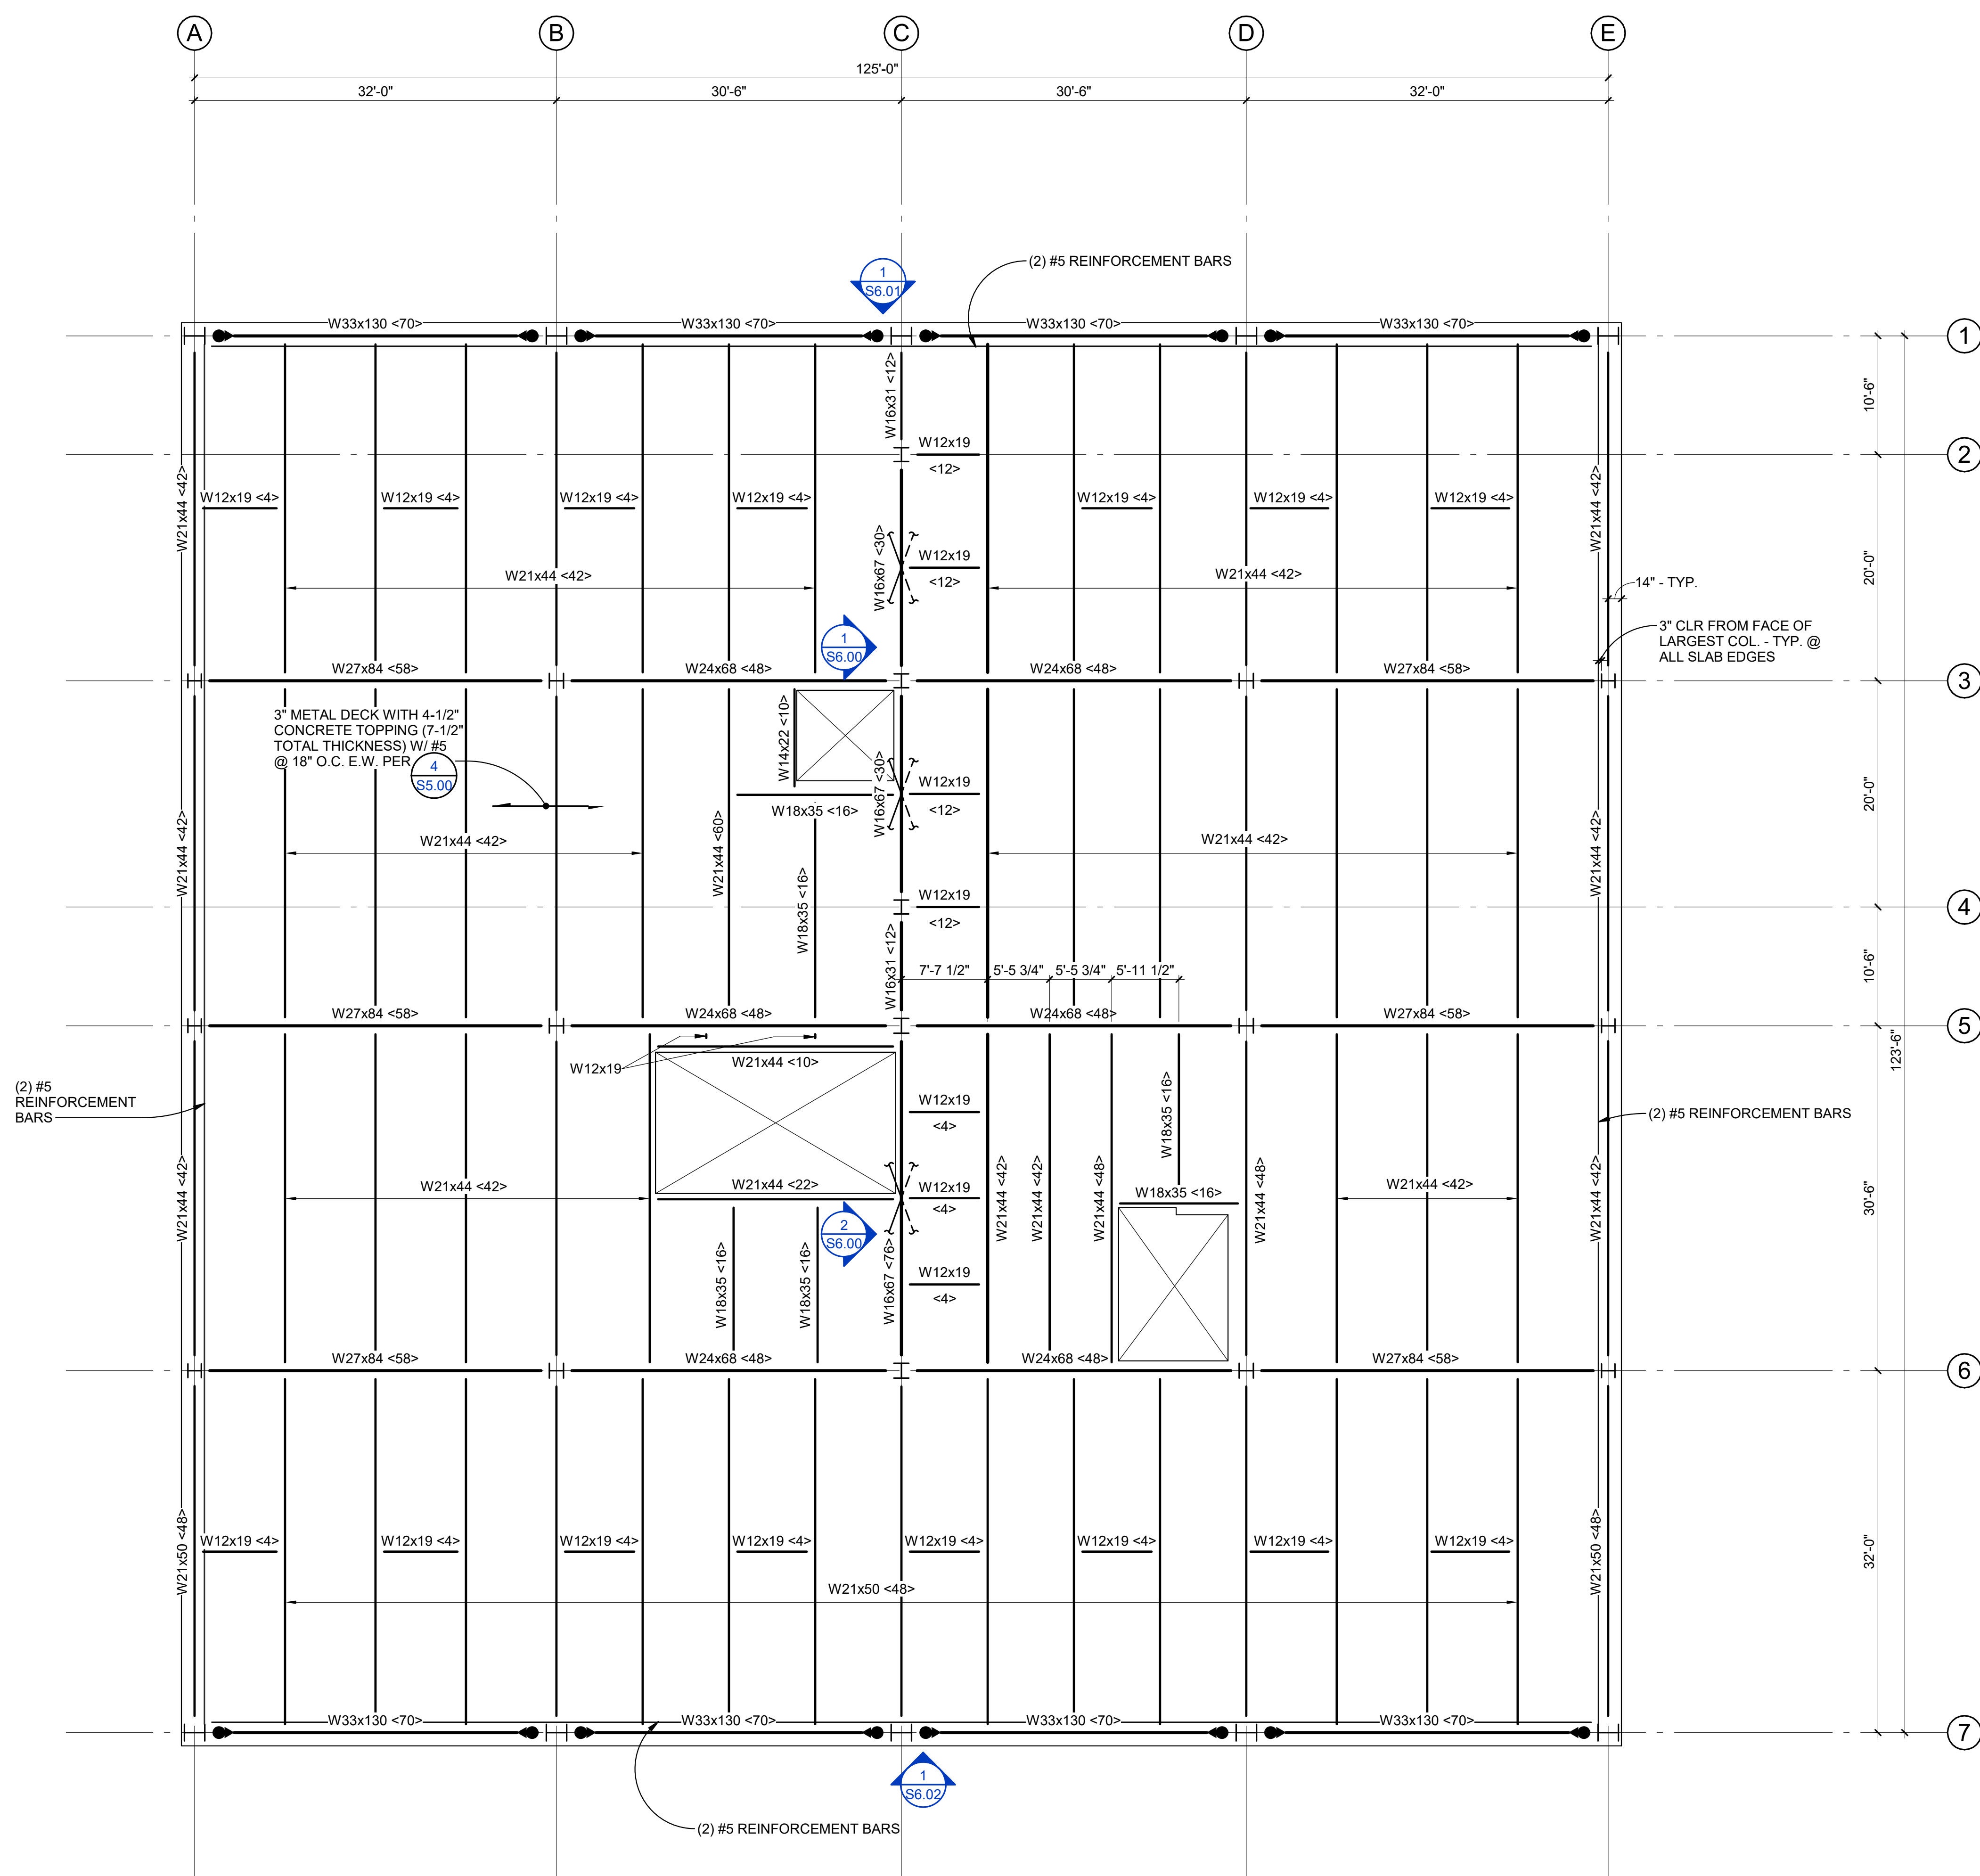 A
B
C
D
E
125'-0"
32'-0"
30'-6"
30'-6"
32'-0"
(2) #5 REINFORCEMENT BARS
1
S6.01
W33x130 <70>
W33x130 <70>
W33x130 <70>
W33x130 <70>
1
W16x31 <12>
10'-6"
W12x19
<12>
2
W21x44 <42>
W12x19 <4>
W12x19 <4>
W12x19 <4>
W12x19 <4>
W12x19 <4>
W12x19 <4>
W12x19 <4>
W21x44 <42>
W16x67 <30>
W12x19
<12>
20'-0"
W21x44 <42>
W21x44 <42>
14" - TYP.
3" CLR FROM FACE OF
LARGEST COL. - TYP. @
ALL SLAB EDGES
1
S6.00
W27x84 <58>
W24x68 <48>
W24x68 <48>
W27x84 <58>
3
3" METAL DECK WITH 4-1/2"
CONCRETE TOPPING (7-1/2"
TOTAL THICKNESS) W/ #5
@ 18" O.C. E.W. PER
4
S5.00
W14x22 <10>
W16x67 <30>
W12x19
<12>
W18x35 <16>
20'-0"
W21x44 <42>
W21x44 <42>
W21x44 <60>
W21x44 <42>
W21x44 <42>
W18x35 <16>
W12x19
<12>
4
W16x31 <12>
10'-6"
7'-7 1/2"
5'-5 3/4"
5'-5 3/4"
5'-11 1/2"
W27x84 <58>
W24x68 <48>
W24x68 <48>
W27x84 <58>
5
123'-6"
W12x19
W21x44 <10>
(2) #5
REINFORCEMENT
BARS
W12x19
<4>
W18x35 <16>
(2) #5 REINFORCEMENT BARS
W21x44 <42>
W21x44 <42>
W21x44 <22>
W12x19
<4>
W21x44 <42>
W21x44 <42>
W21x44 <48>
W18x35 <16>
W21x44 <48>
W21x44 <42>
W21x44 <42>
30'-6"
2
S6.00
W18x35 <16>
W18x35 <16>
W16x67 <76>
W12x19
<4>
W27x84 <58>
W24x68 <48>
W24x68 <48>
W27x84 <58>
6
W21x50 <48>
W12x19 <4>
W12x19 <4>
W12x19 <4>
W12x19 <4>
W12x19 <4>
W12x19 <4>
W12x19 <4>
W12x19 <4>
W21x50 <48>
32'-0"
W21x50 <48>
W33x130 <70>
W33x130 <70>
W33x130 <70>
W33x130 <70>
7
1
S6.02
(2) #5 REINFORCEMENT BARS